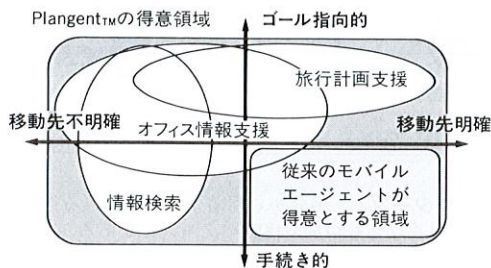 Plangent™の得意領域
ゴール指向的
旅行計画支援
移動先不明確
オフィス情報支援
移動先明確
情報検索
従来のモバイル
エージェントが
得意とする領域
手続き的